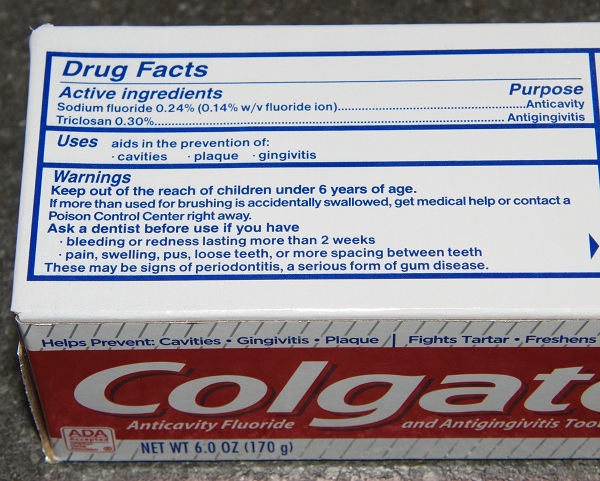 Drug Facts
Active ingredients Purpose
Sodium fluoride 0.24% (0.14% w/v fluoride ion)..........Anticavity
Triclosan 0.30%..........Antigingivitis
Uses aids in the prevention of:
· cavities · plaque · gingivitis
Warnings
Keep out of the reach of children under 6 years of age.
If more than used for brushing is accidentally swallowed, get medical help or contact a
Poison Control Center right away.
Ask a dentist before use if you have
· bleeding or redness lasting more than 2 weeks
· pain, swelling, pus, loose teeth, or more spacing between teeth
These may be signs of periodontitis, a serious form of gum disease.
Helps Prevent: Cavities • Gingivitis • Plaque | Fights Tartar • Freshens
Colgate
Anticavity Fluoride and Antigingivitis Too
ADA
NET WT 6.0 OZ (170 g)